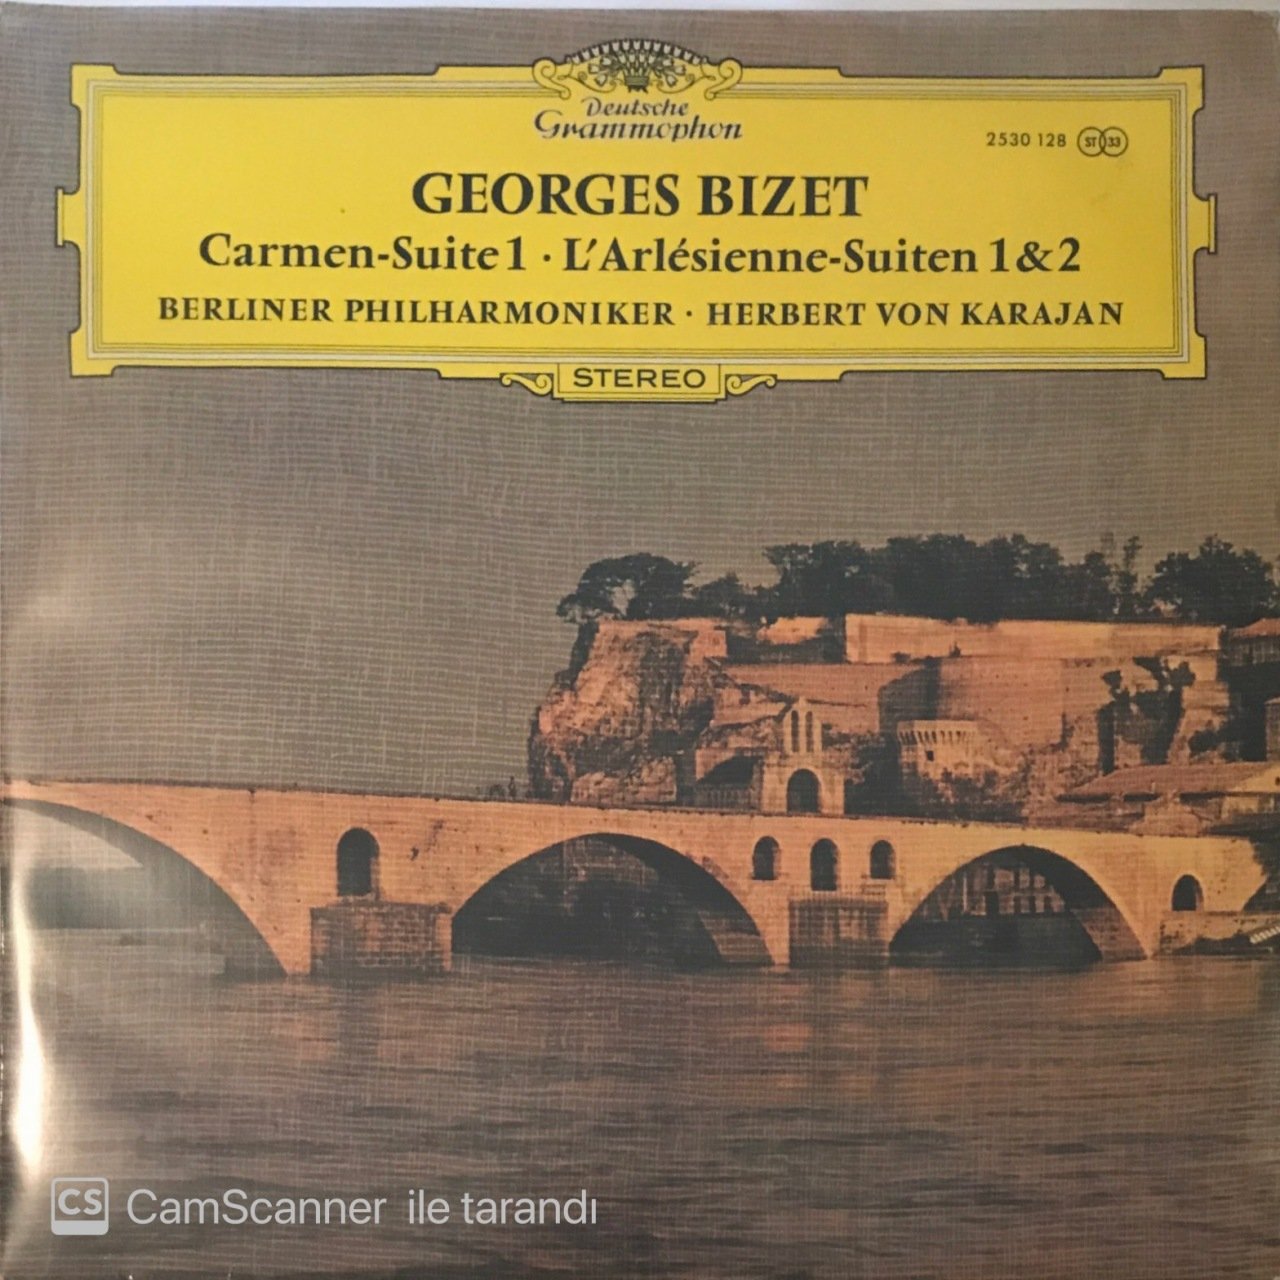 Deutsche
Grammophon
2530 128 ST 33
GEORGES BIZET
Carmen-Suite 1 · L'Arlésienne-Suiten 1 & 2
BERLINER PHILHARMONIKER · HERBERT VON KARAJAN
STEREO
CS CamScanner ile tarandı